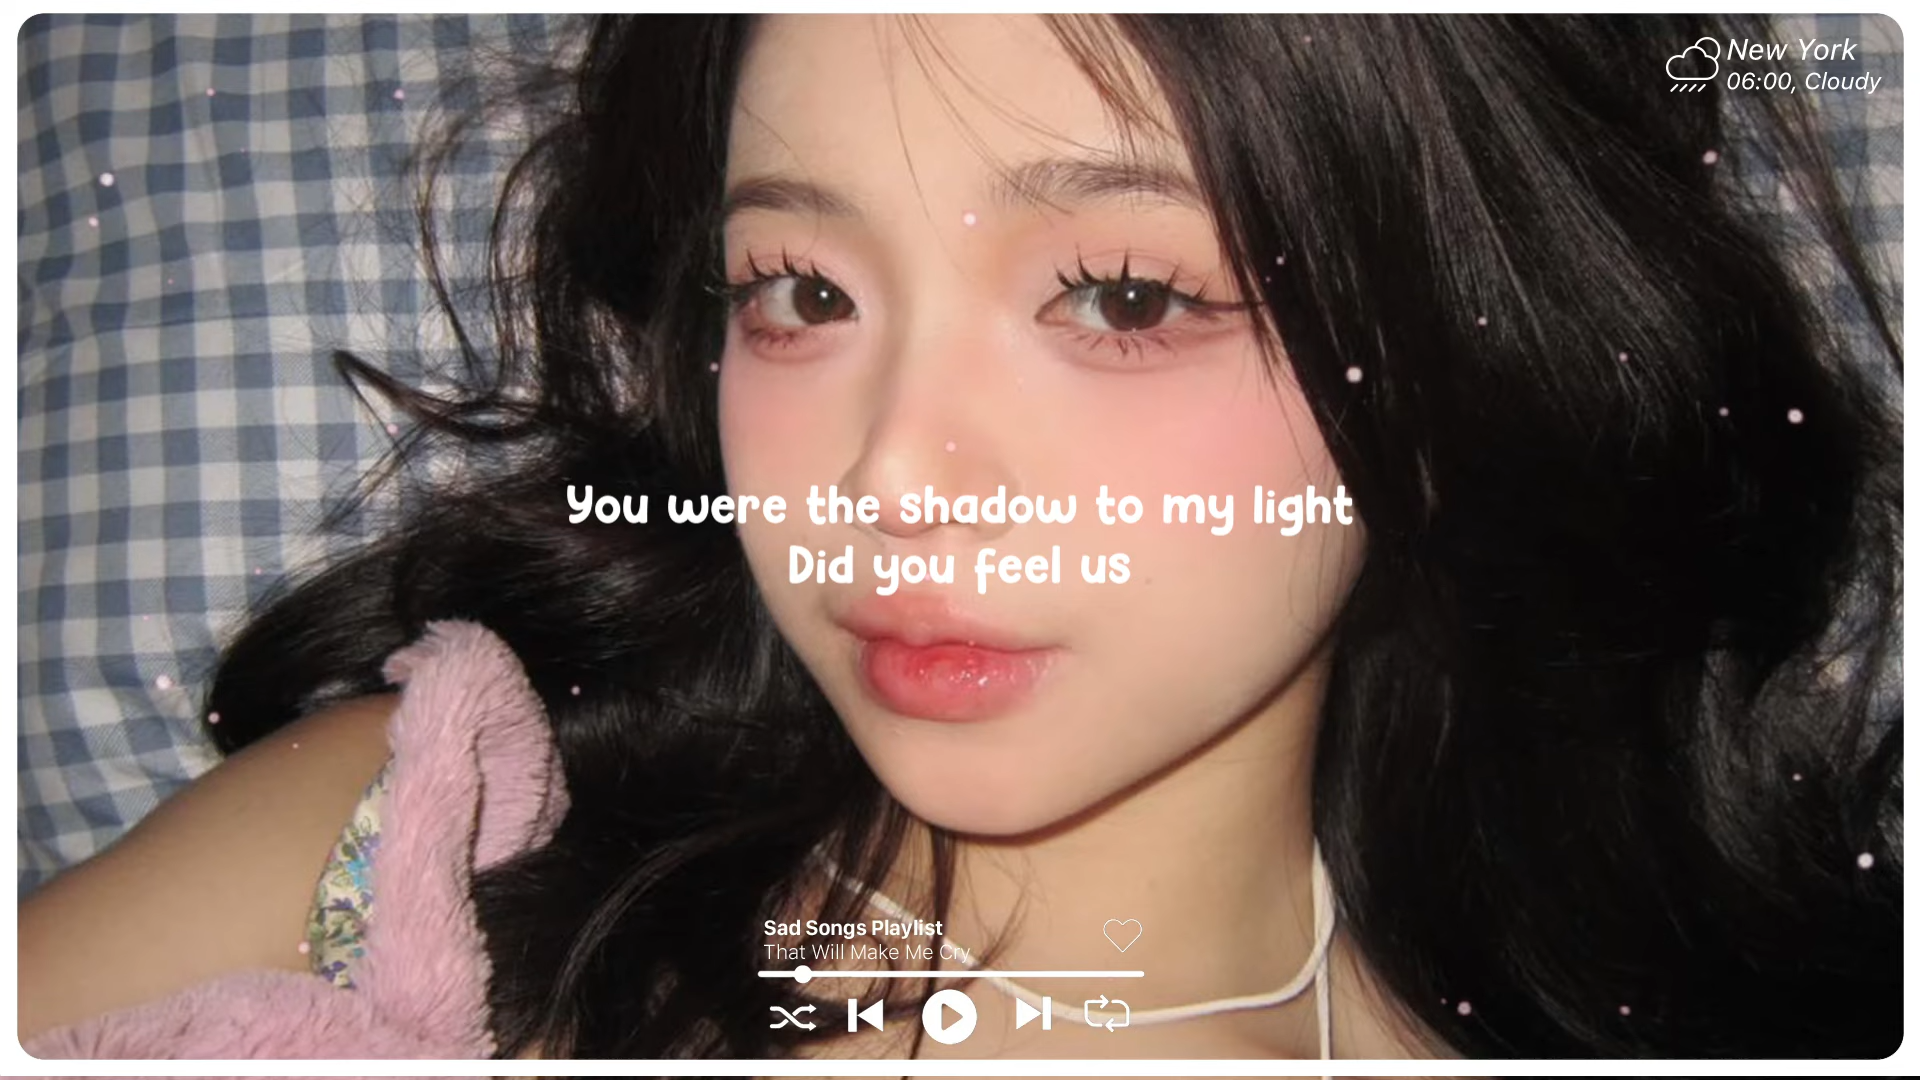 New York
06:00, Cloudy
You were the shadow to my light
Did you feel us
Sad Songs Playlist
That Will Make Me Cry